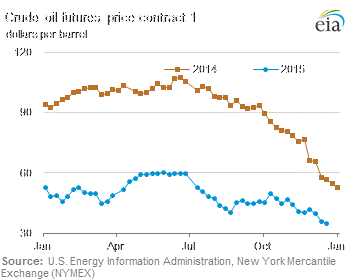 Crude oil futures price contract 1
dollars per barrel
eia
120
2014
2015
90
60
30
Jan
Apr
Jul
Oct
Jan
Source: U.S. Energy Information Administration, New York Mercantile
Exchange (NYMEX)